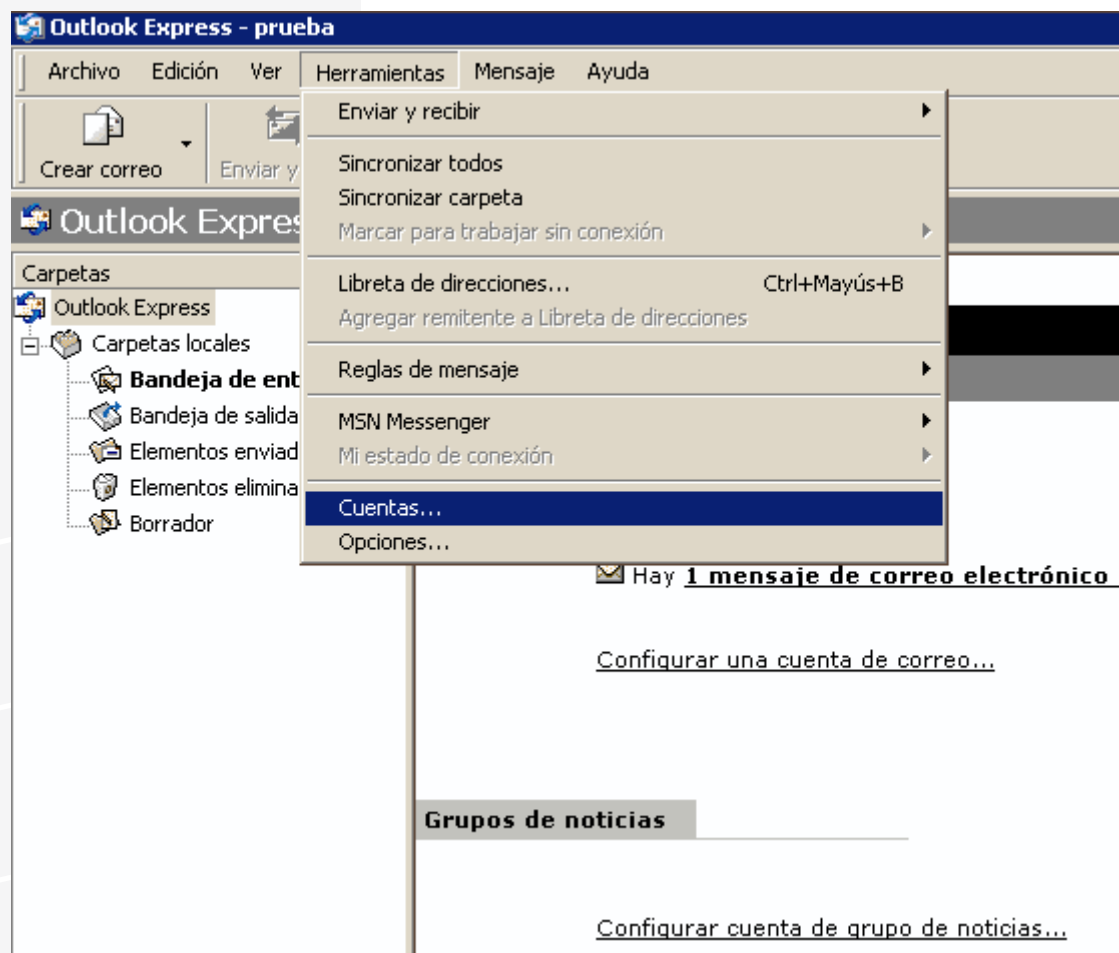 Outlook Express - prueba
Archivo Edición Ver Herramientas Mensaje Ayuda
Crear correo
Enviar y
Outlook Expres
Enviar y recibir
Sincronizar todos
Sincronizar carpeta
Marcar para trabajar sin conexión
Libreta de direcciones... Ctrl+Mayús+B
Agregar remitente a Libreta de direcciones
Reglas de mensaje
MSN Messenger
Mi estado de conexión
Cuentas...
Opciones...
Carpetas
Outlook Express
Carpetas locales
Bandeja de ent
Bandeja de salida
Elementos enviad
Elementos elimina
Borrador
Hay 1 mensaje de correo electrónico
Configurar una cuenta de correo...
Grupos de noticias
Configurar cuenta de grupo de noticias...